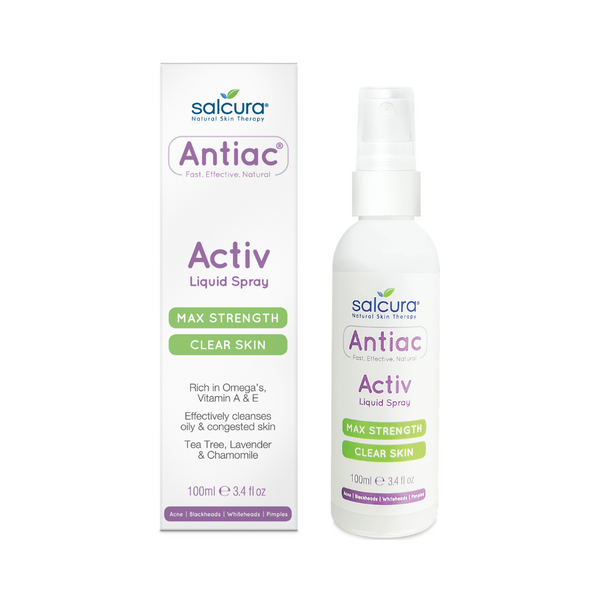 salcura®
Natural Skin Therapy
Antiac®
Fast, Effective, Natural
Activ
Liquid Spray
MAX STRENGTH
CLEAR SKIN
Rich in Omega's,
Vitamin A & E
Effectively cleanses
oily & congested skin
Tea Tree, Lavender
& Chamomile
100ml ℮ 3.4 fl oz
Acne | Blackheads | Whiteheads | Pimples
salcura®
Natural Skin Therapy
Antiac
Fast, Effective, Natural
Activ
Liquid Spray
MAX STRENGTH
CLEAR SKIN
100ml ℮ 3.4 fl oz
Acne | Blackheads | Whiteheads | Pimples